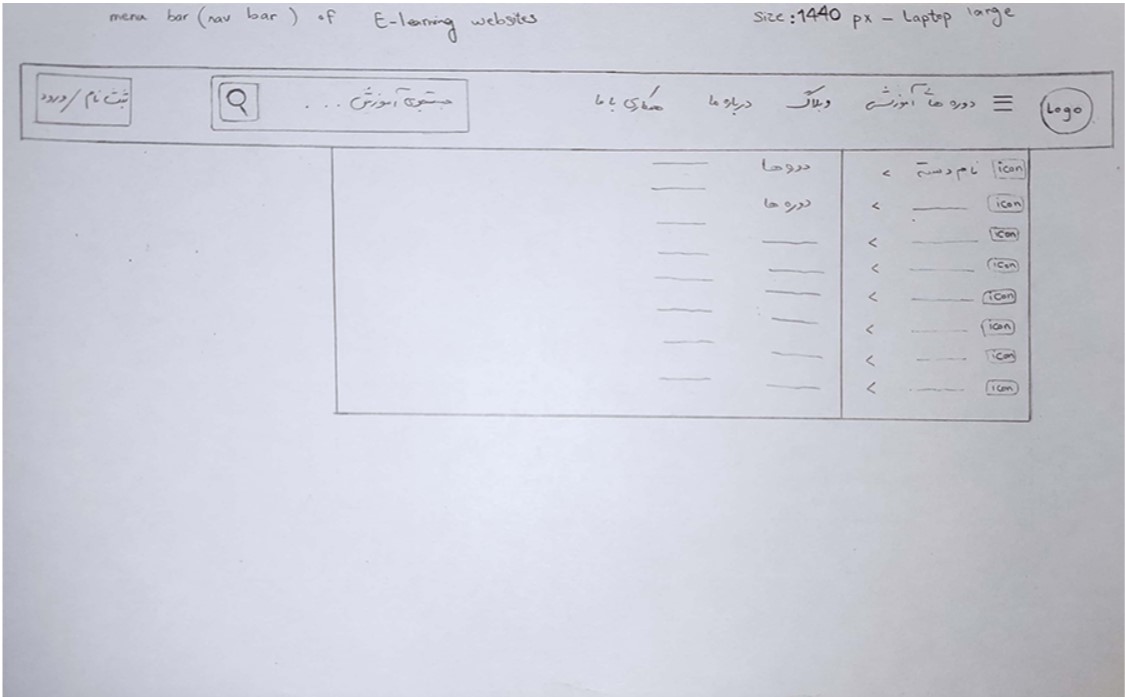 menu bar (nav bar) of E-learning websites
Size: 1440 px - Laptop large
Logo
دوره های آموزشی
وبلاگ
درباره ما
همکاری با ما
جستجوی آموزش ...
ثبت نام / ورود
icon نام دسته >
دوره ها
icon >
دوره ها
icon >
icon >
icon >
icon >
icon >
icon >